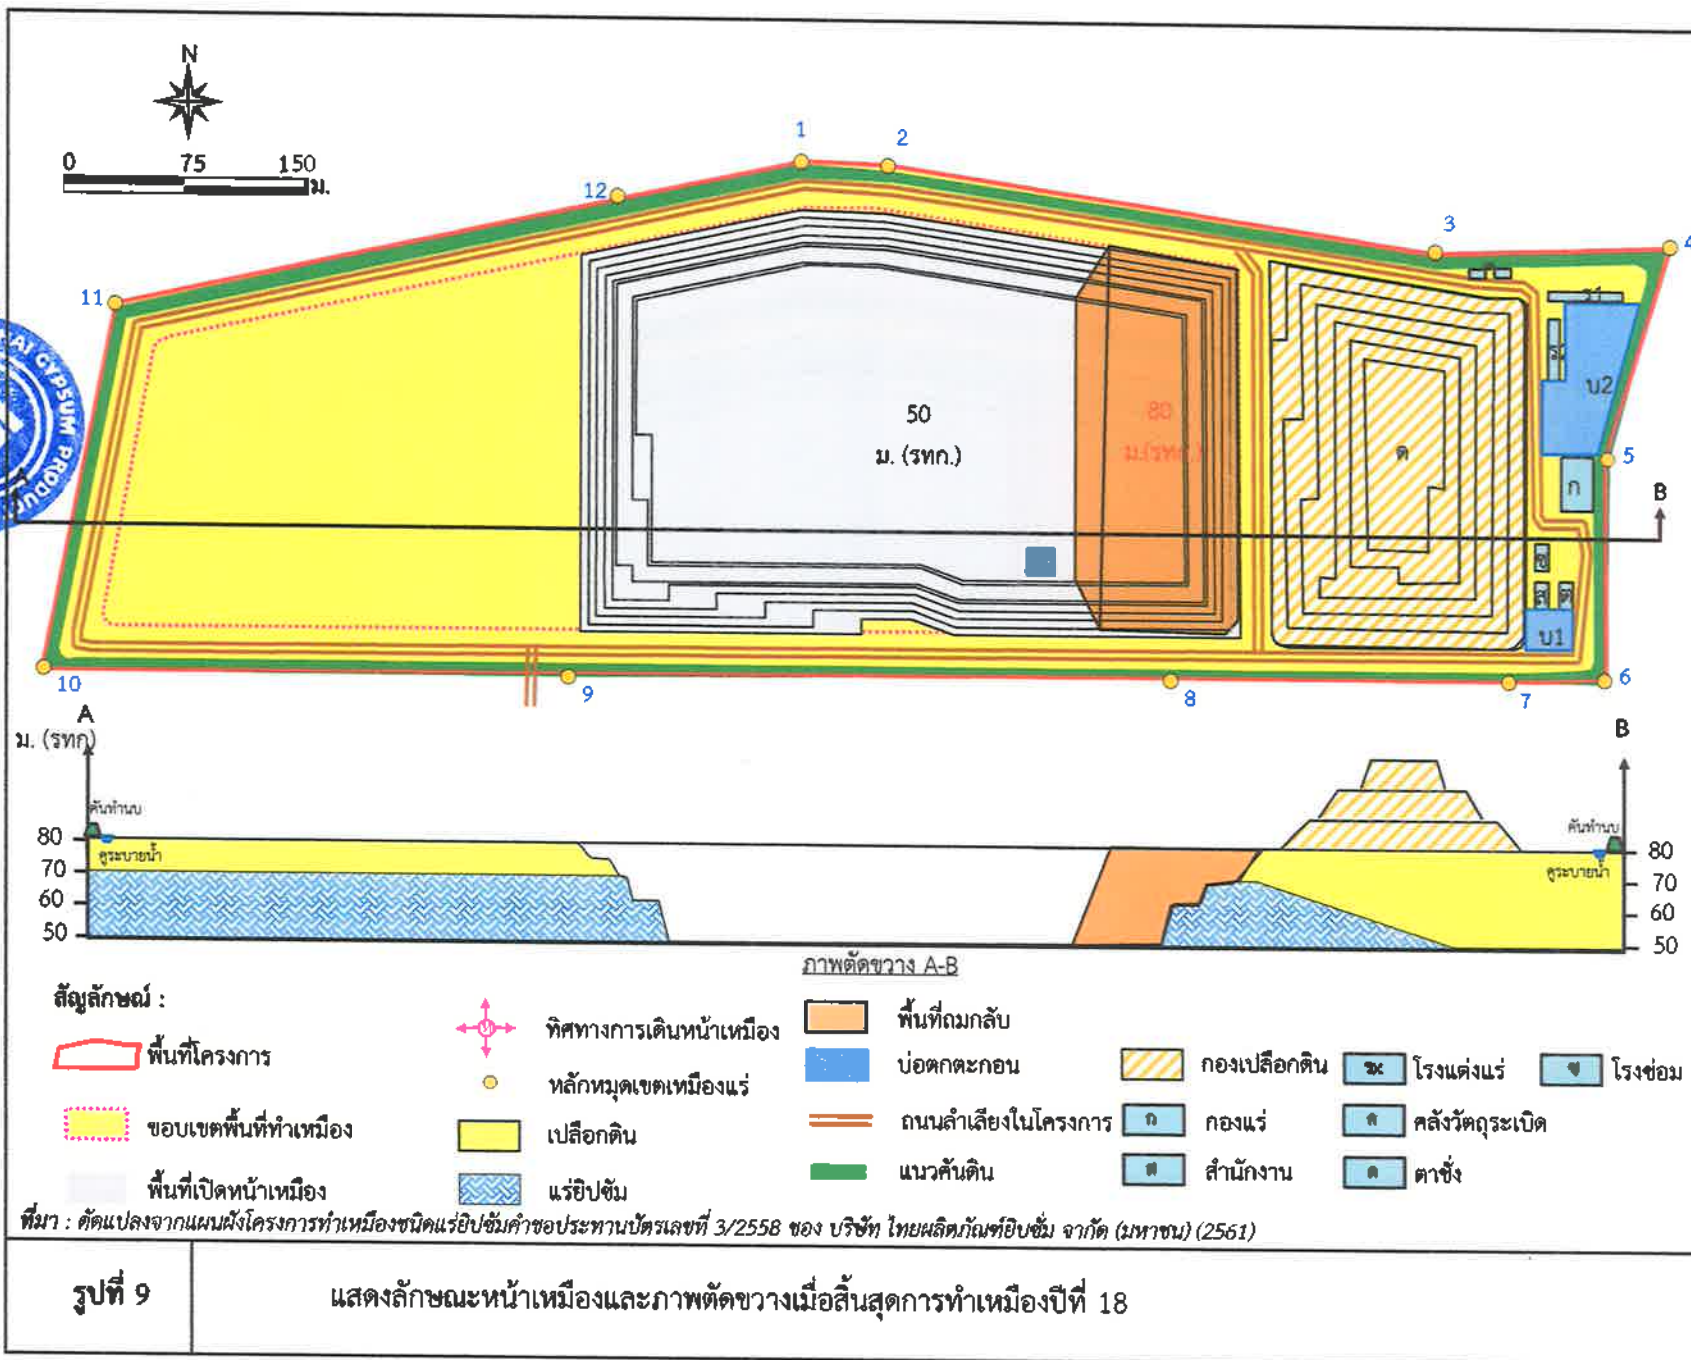 N
0 75 150
ม.
1
2
12
3
4
11
50
ม. (รทก.)
80
ม.(รทก.)
ด
บ2
5
ก
B
บ1
10
9
8
7
6
A
B
ม. (รทก)
คันทำนบ
80
คูระบายน้ำ
70
60
50
คันทำนบ
80
คูระบายน้ำ
70
60
50
ภาพตัดขวาง A-B
สัญลักษณ์ :
พื้นที่โครงการ
ทิศทางการเดินหน้าเหมือง
พื้นที่ถมกลับ
หลักหมุดเขตเหมืองแร่
บ่อตกตะกอน
กองเปลือกดิน
โรงแต่งแร่
โรงซ่อม
ขอบเขตพื้นที่ทำเหมือง
เปลือกดิน
ถนนลำเลียงในโครงการ
ก กองแร่
คลังวัตถุระเบิด
พื้นที่เปิดหน้าเหมือง
แร่ยิปซัม
แนวคันดิน
สำนักงาน
ตาชั่ง
ที่มา : ดัดแปลงจากแผนผังโครงการทำเหมืองชนิดแร่ยิปซัมคำขอประทานบัตรเลขที่ 3/2558 ของ บริษัท ไทยผลิตภัณฑ์ยิปซั่ม จากัด (มหาชน) (2561)
รูปที่ 9
แสดงลักษณะหน้าเหมืองและภาพตัดขวางเมื่อสิ้นสุดการทำเหมืองปีที่ 18